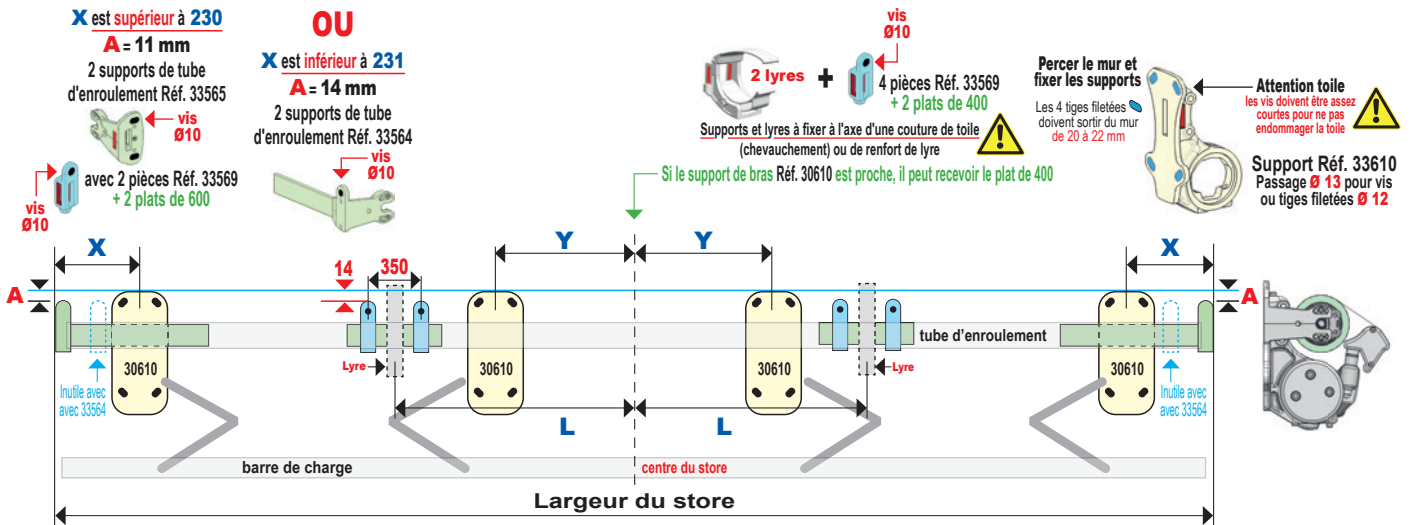 X est supérieur à 230
A = 11 mm
2 supports de tube
d'enroulement Réf. 33565
vis
Ø10
vis
Ø10
avec 2 pièces Réf. 33569
+ 2 plats de 600
OU
X est inférieur à 231
A = 14 mm
2 supports de tube
d'enroulement Réf. 33564
vis
Ø10
2 lyres
+
vis
Ø10
4 pièces Réf. 33569
+ 2 plats de 400
Supports et lyres à fixer à l'axe d'une couture de toile
(chevauchement) ou de renfort de lyre
Si le support de bras Réf. 30610 est proche, il peut recevoir le plat de 400
Percer le mur et
fixer les supports
Les 4 tiges filetées
doivent sortir du mur
de 20 à 22 mm
Attention toile
les vis doivent être assez
courtes pour ne pas
endommager la toile
Support Réf. 33610
Passage Ø 13 pour vis
ou tiges filetées Ø 12
X
Y
Y
X
A
14
350
A
tube d'enroulement
30610
30610
30610
30610
Lyre
Lyre
Inutile avec
avec 33564
Inutile avec
avec 33564
L
L
barre de charge
centre du store
Largeur du store